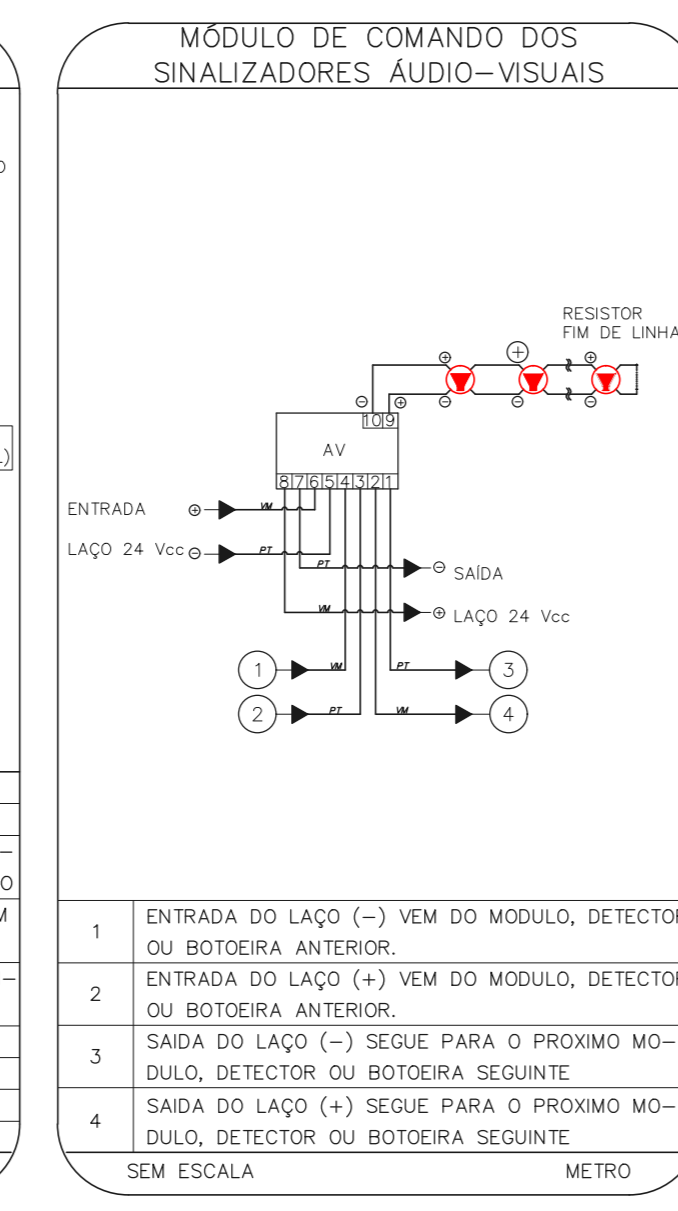 MÓDULO DE COMANDO DOS
SINALIZADORES ÁUDIO–VISUAIS
O
RESISTOR
FIM DE LINHA
⊕
⊕
⊕
⊖
⊕
⊖
⊖
⊖
10 9
AV
8 7 6 5 4 3 2 1
L)
ENTRADA ⊕ VM
LAÇO 24 Vcc ⊖ PT
PT ⊖ SAÍDA
VM ⊕ LAÇO 24 Vcc
1 VM PT 3
2 PT VM 4
–
O
M
–
1 ENTRADA DO LAÇO (–) VEM DO MODULO, DETECTOR
OU BOTOEIRA ANTERIOR.
2 ENTRADA DO LAÇO (+) VEM DO MODULO, DETECTOR
OU BOTOEIRA ANTERIOR.
3 SAIDA DO LAÇO (–) SEGUE PARA O PROXIMO MO–
DULO, DETECTOR OU BOTOEIRA SEGUINTE
4 SAIDA DO LAÇO (+) SEGUE PARA O PROXIMO MO–
DULO, DETECTOR OU BOTOEIRA SEGUINTE
SEM ESCALA METRO